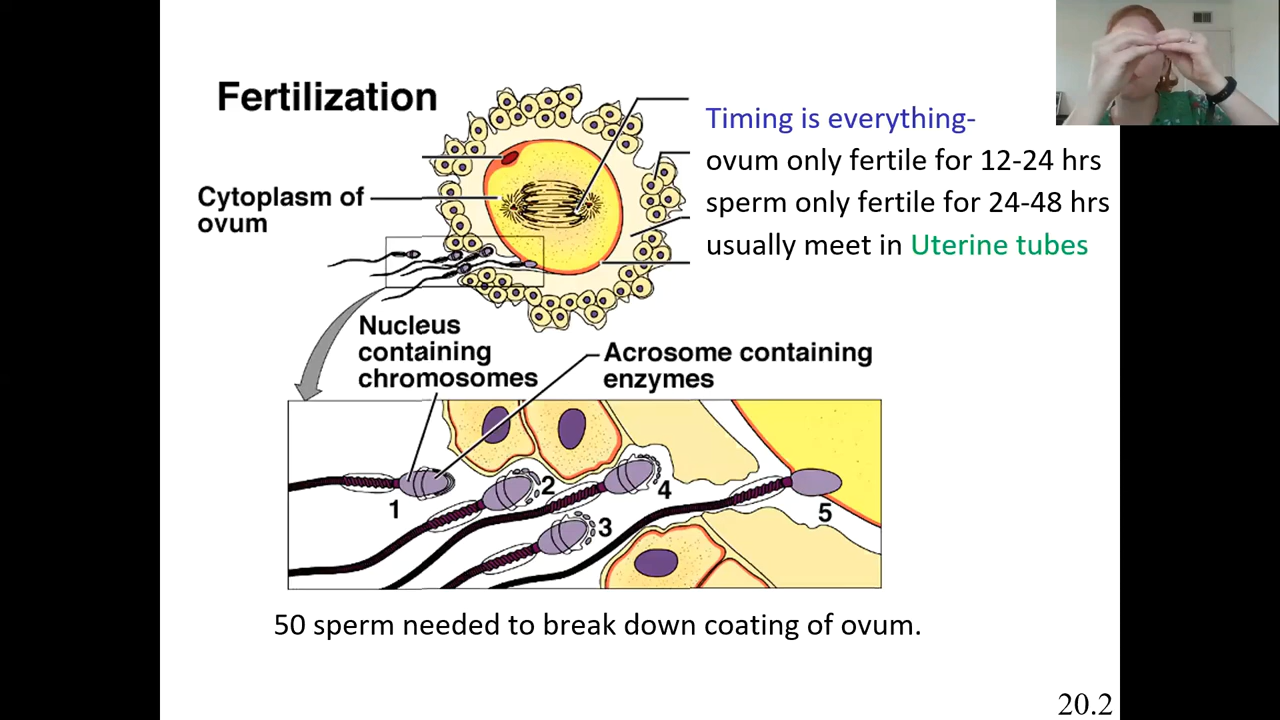 Fertilization
Timing is everything-
ovum only fertile for 12-24 hrs
sperm only fertile for 24-48 hrs
usually meet in Uterine tubes
Cytoplasm of
ovum
Nucleus
containing
chromosomes
Acrosome containing
enzymes
1
2
3
4
5
50 sperm needed to break down coating of ovum.
20.2